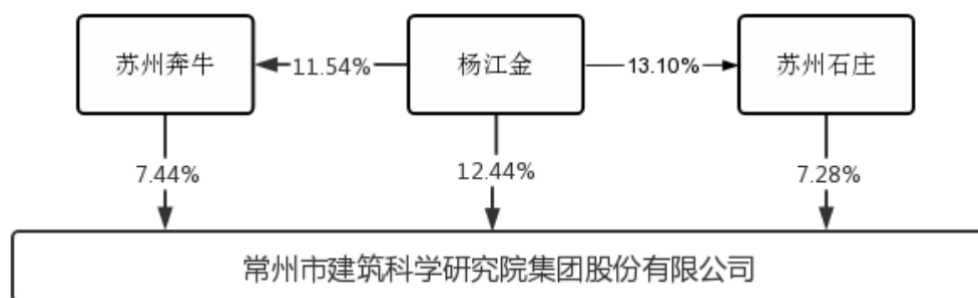 苏州奔牛
11.54%
杨江金
13.10%
苏州石庄
7.44%
12.44%
7.28%
常州市建筑科学研究院集团股份有限公司